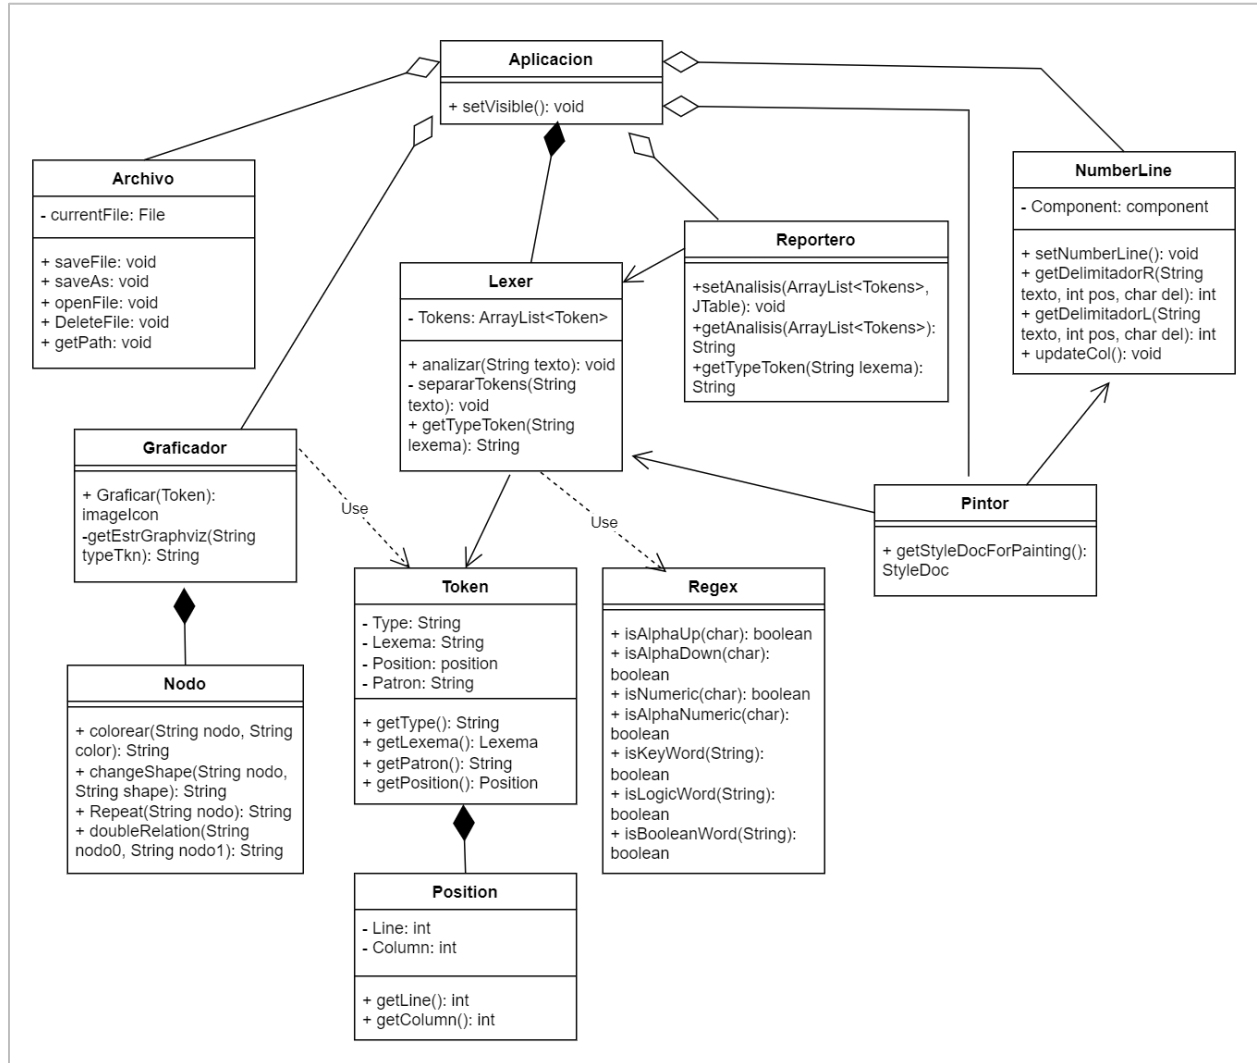 Aplicacion
+ setVisible(): void
Archivo
- currentFile: File
+ saveFile: void
+ saveAs: void
+ openFile: void
+ DeleteFile: void
+ getPath: void
NumberLine
- Component: component
+ setNumberLine(): void
+ getDelimitadorR(String
texto, int pos, char del): int
+ getDelimitadorL(String
texto, int pos, char del): int
+ updateCol(): void
Reportero
+setAnalisis(ArrayList<Tokens>,
JTable): void
+getAnalisis(ArrayList<Tokens>):
String
+getTypeToken(String lexema):
String
Lexer
- Tokens: ArrayList<Token>
+ analizar(String texto): void
- separarTokens(String
texto): void
+ getTypeToken(String
lexema): String
Graficador
+ Graficar(Token):
imageIcon
-getEstrGraphviz(String
typeTkn): String
Use
Use
Pintor
+ getStyleDocForPainting():
StyleDoc
Token
- Type: String
- Lexema: String
- Position: position
- Patron: String
+ getType(): String
+ getLexema(): Lexema
+ getPatron(): String
+ getPosition(): Position
Regex
+ isAlphaUp(char): boolean
+ isAlphaDown(char):
boolean
+ isNumeric(char): boolean
+ isAlphaNumeric(char):
boolean
+ isKeyWord(String):
boolean
+ isLogicWord(String):
boolean
+ isBooleanWord(String):
boolean
Nodo
+ colorear(String nodo, String
color): String
+ changeShape(String nodo,
String shape): String
+ Repeat(String nodo): String
+ doubleRelation(String
nodo0, String nodo1): String
Position
- Line: int
- Column: int
+ getLine(): int
+ getColumn(): int